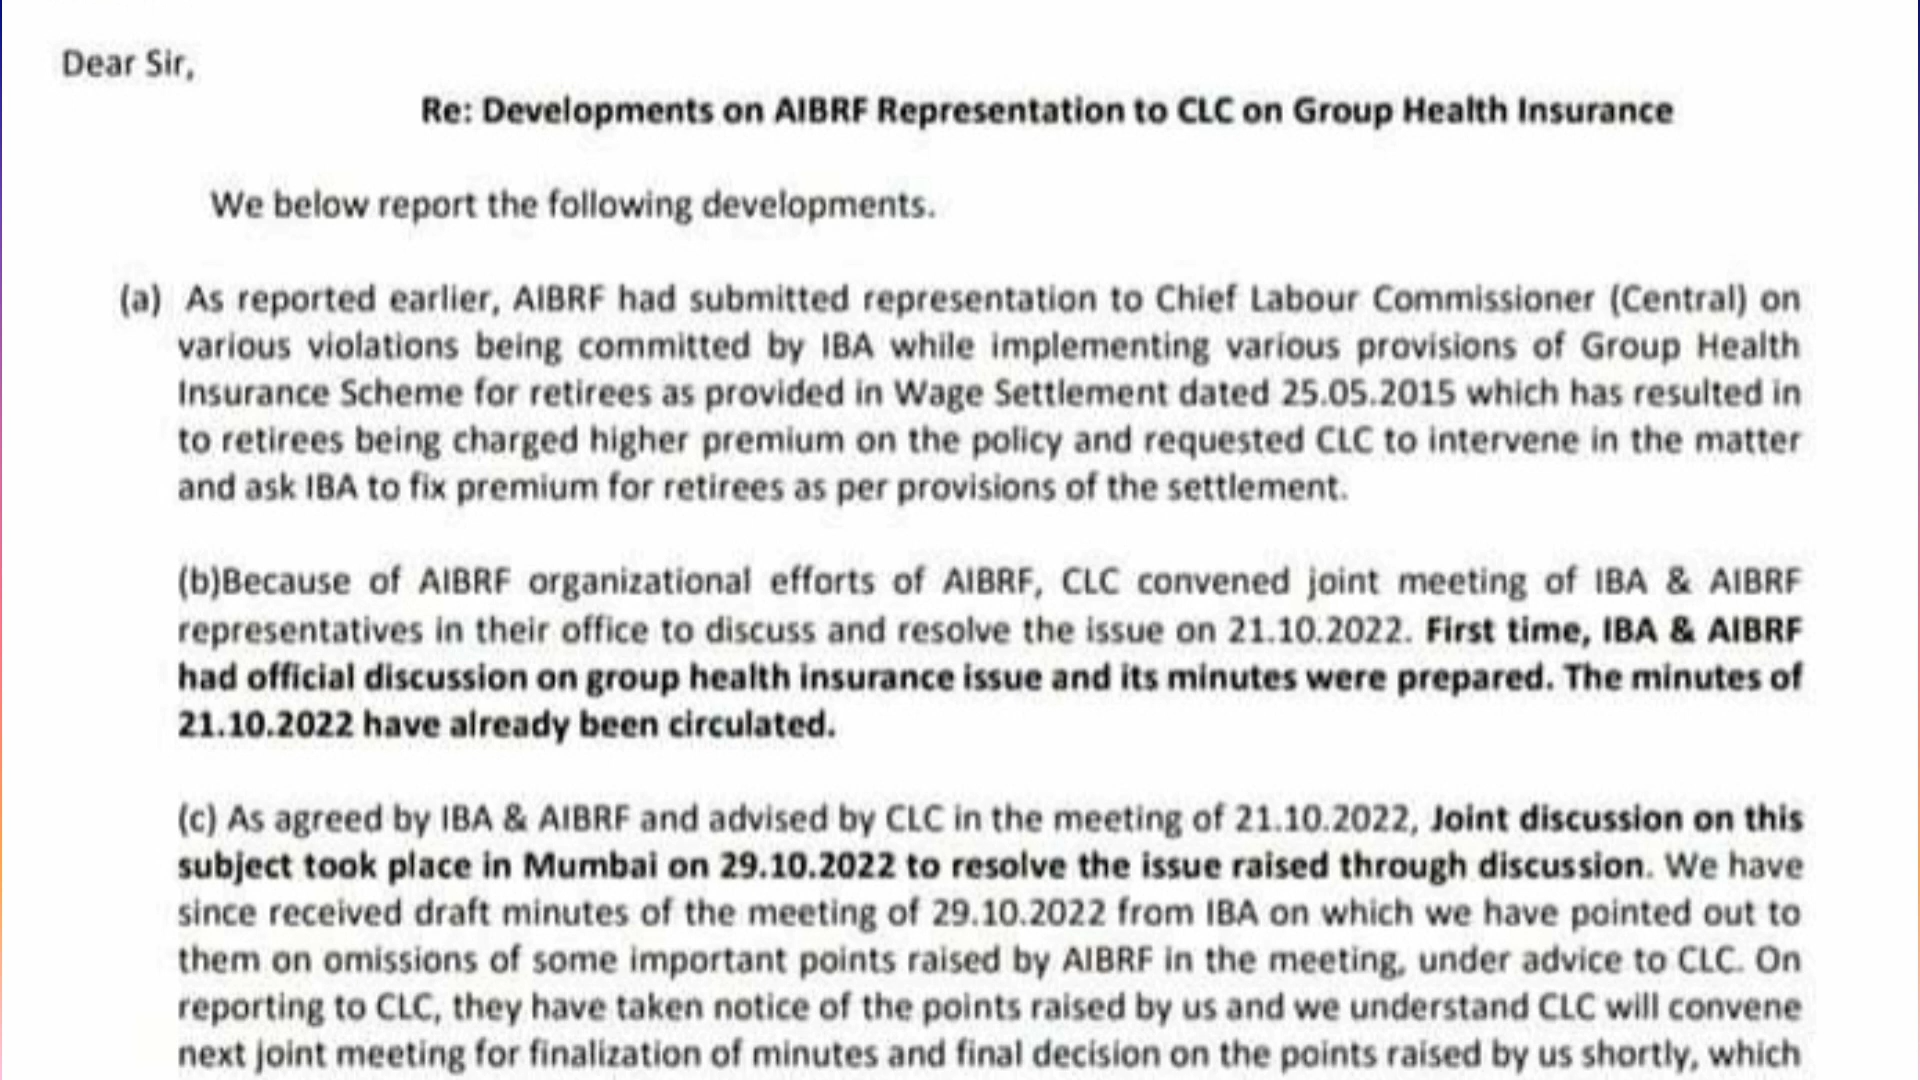 Dear Sir,
Re: Developments on AIBRF Representation to CLC on Group Health Insurance
We below report the following developments.
(a) As reported earlier, AIBRF had submitted representation to Chief Labour Commissioner (Central) on
various violations being committed by IBA while implementing various provisions of Group Health
Insurance Scheme for retirees as provided in Wage Settlement dated 25.05.2015 which has resulted in
to retirees being charged higher premium on the policy and requested CLC to intervene in the matter
and ask IBA to fix premium for retirees as per provisions of the settlement.
(b)Because of AIBRF organizational efforts of AIBRF, CLC convened joint meeting of IBA & AIBRF
representatives in their office to discuss and resolve the issue on 21.10.2022. First time, IBA & AIBRF
had official discussion on group health insurance issue and its minutes were prepared. The minutes of
21.10.2022 have already been circulated.
(c) As agreed by IBA & AIBRF and advised by CLC in the meeting of 21.10.2022, Joint discussion on this
subject took place in Mumbai on 29.10.2022 to resolve the issue raised through discussion. We have
since received draft minutes of the meeting of 29.10.2022 from IBA on which we have pointed out to
them on omissions of some important points raised by AIBRF in the meeting, under advice to CLC. On
reporting to CLC, they have taken notice of the points raised by us and we understand CLC will convene
next joint meeting for finalization of minutes and final decision on the points raised by us shortly, which